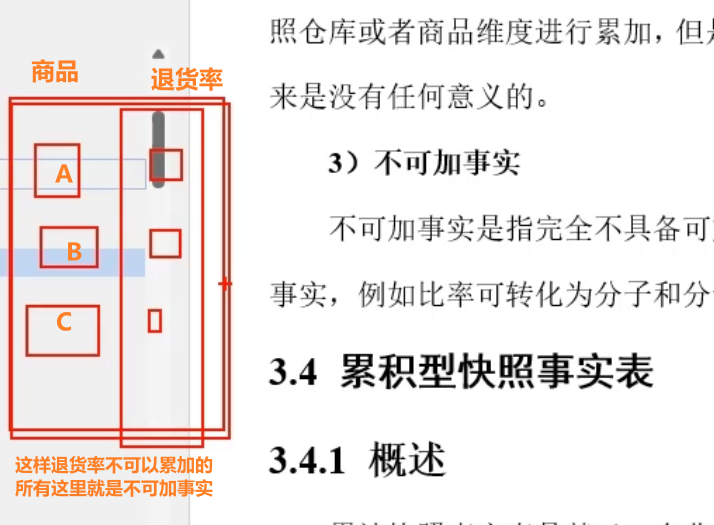 商品
退货率
A
B
C
这样退货率不可以累加的
所有这里就是不可加事实
照仓库或者商品维度进行累加，但是
来是没有任何意义的。
3）不可加事实
不可加事实是指完全不具备可
事实，例如比率可转化为分子和分
3.4 累积型快照事实表
3.4.1 概述